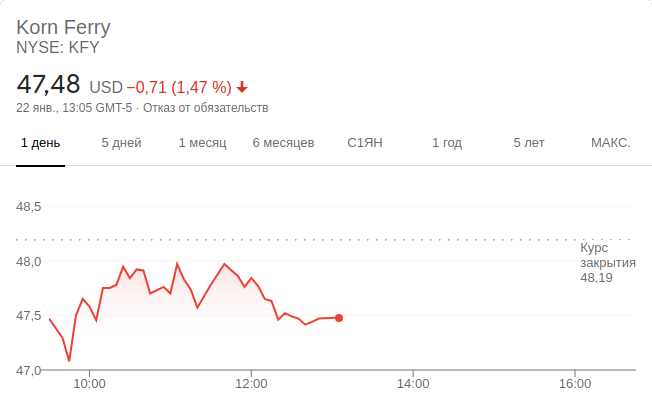 Korn Ferry
NYSE: KFY
47,48 USD −0,71 (1,47 %)
22 янв., 13:05 GMT-5 · Отказ от обязательств
1 день 5 дней 1 месяц 6 месяцев С1ЯН 1 год 5 лет МАКС.
48,5
Курс
закрытия
48,19
48,0
47,5
47,0
10:00 12:00 14:00 16:00